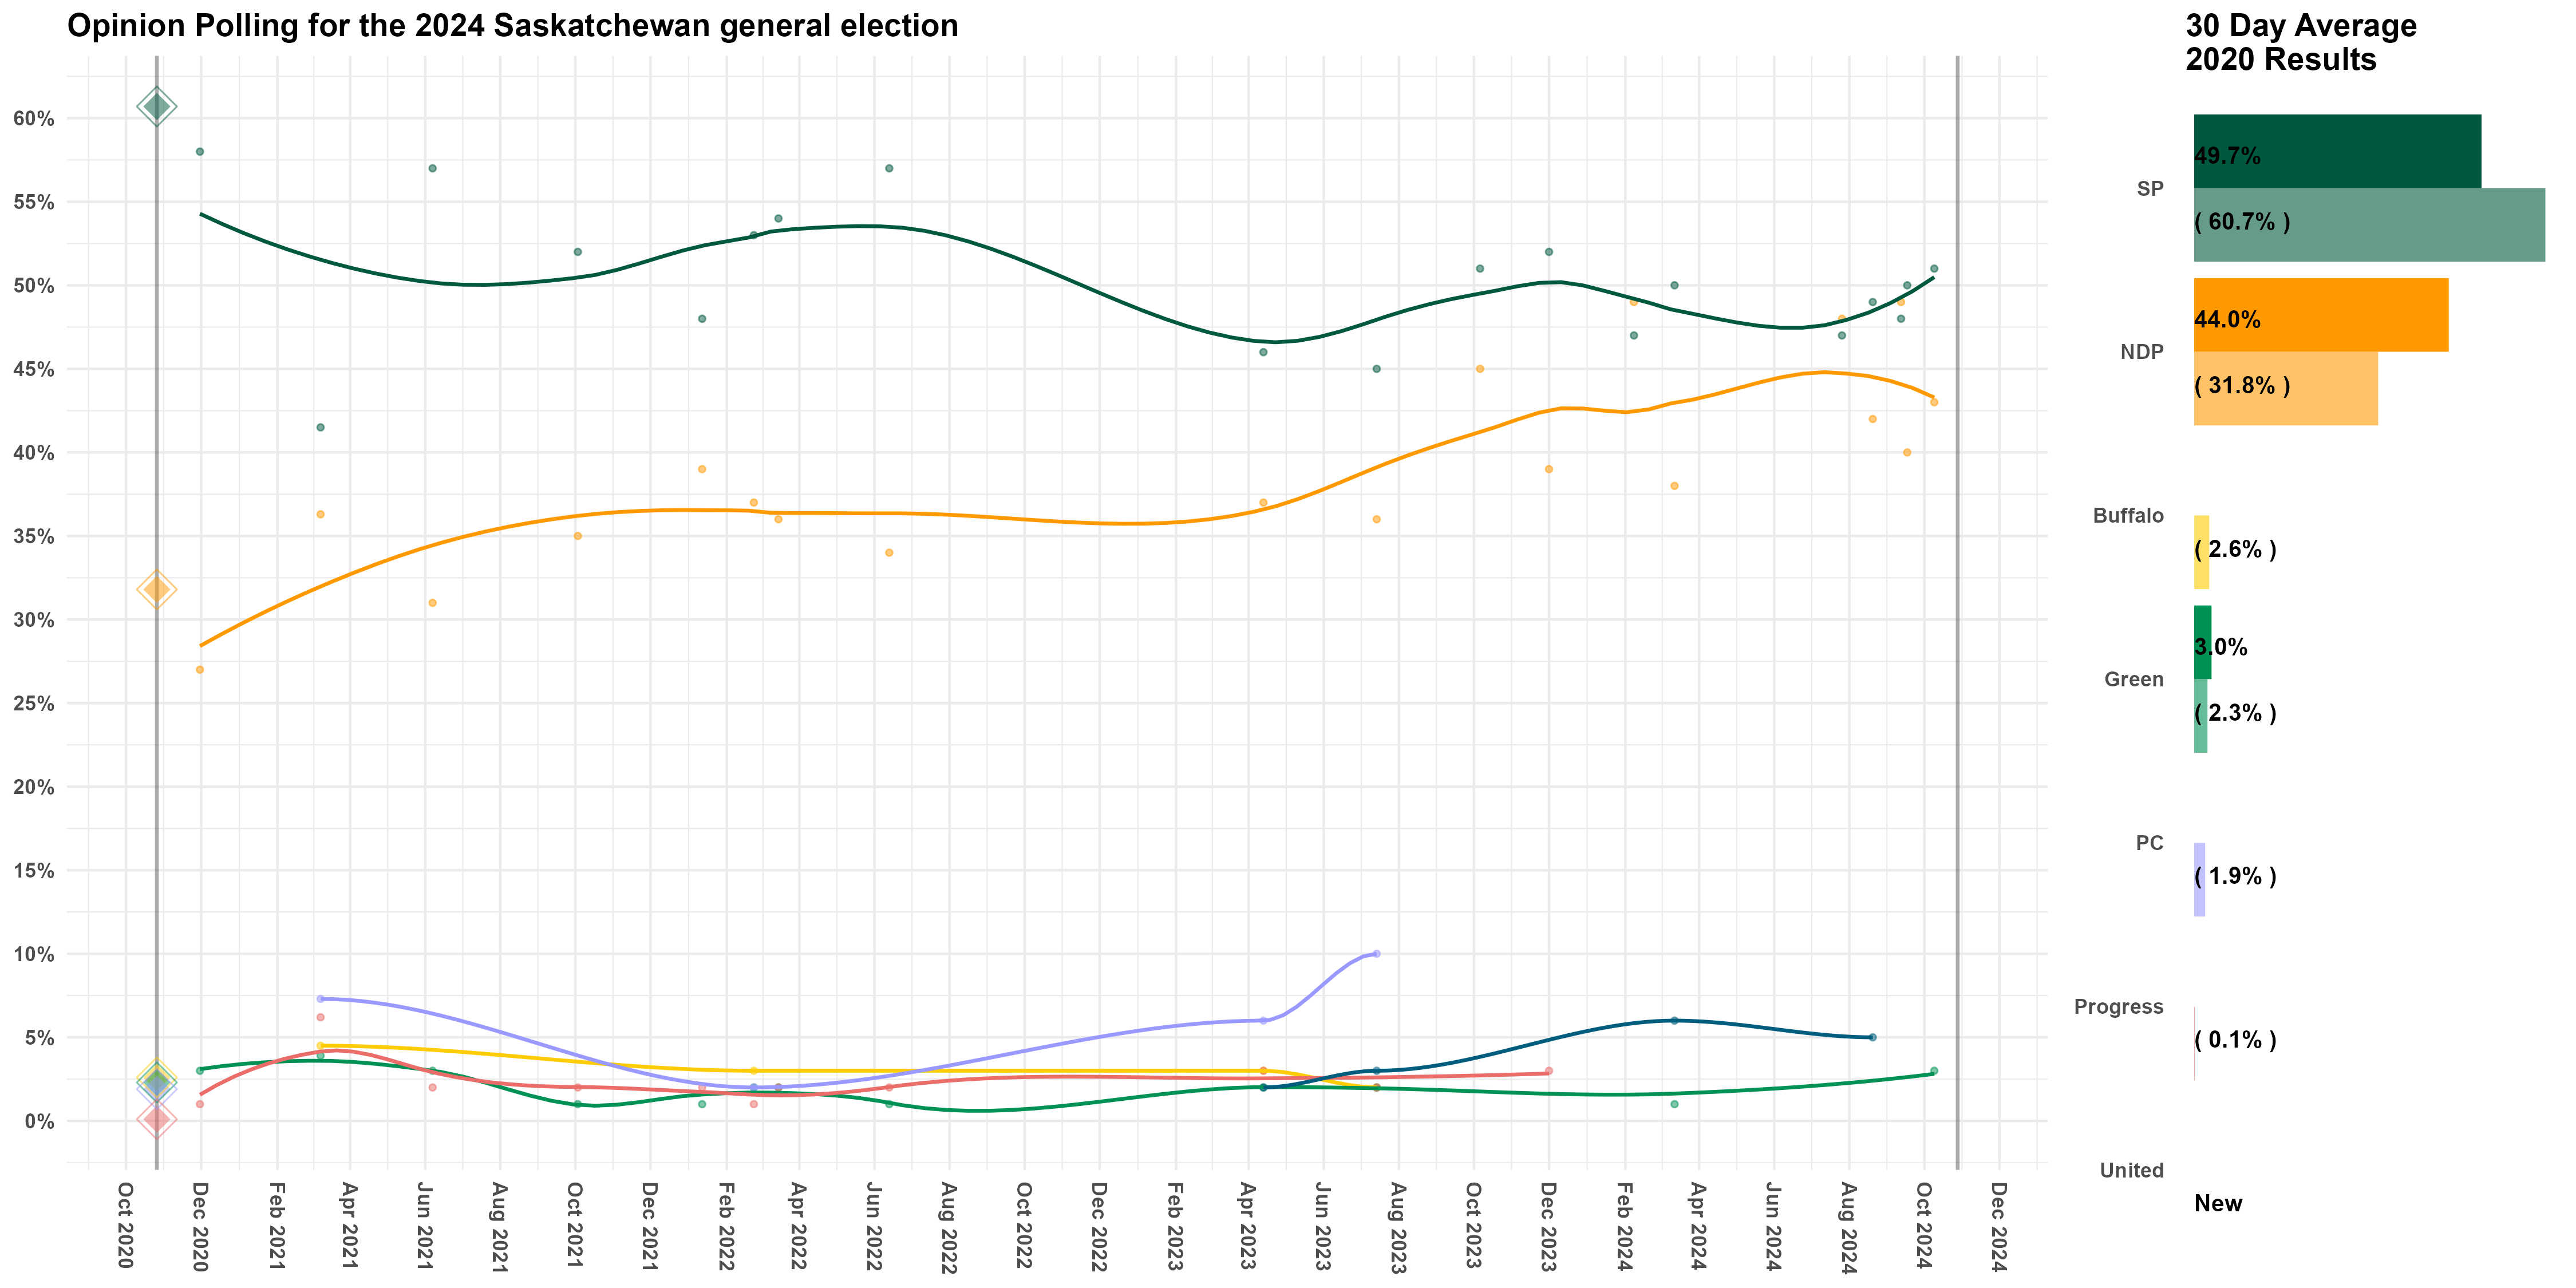 Opinion Polling for the 2024 Saskatchewan general election
60%
55%
50%
45%
40%
35%
30%
25%
20%
15%
10%
5%
0%
Oct 2020
Dec 2020
Feb 2021
Apr 2021
Jun 2021
Aug 2021
Oct 2021
Dec 2021
Feb 2022
Apr 2022
Jun 2022
Aug 2022
Oct 2022
Dec 2022
Feb 2023
Apr 2023
Jun 2023
Aug 2023
Oct 2023
Dec 2023
Feb 2024
Apr 2024
Jun 2024
Aug 2024
Oct 2024
Dec 2024
30 Day Average
2020 Results
49.7%
SP
( 60.7% )
44.0%
NDP
( 31.8% )
Buffalo
( 2.6% )
3.0%
Green
( 2.3% )
PC
( 1.9% )
Progress
( 0.1% )
United
New